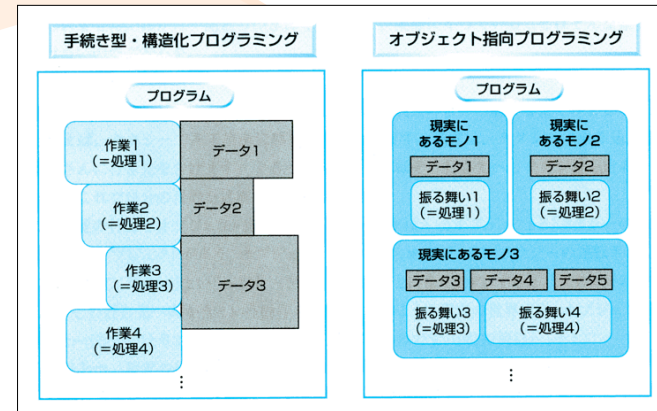 手続き型・構造化プログラミング
プログラム
作業1
(=処理1)
データ1
作業2
(=処理2)
データ2
作業3
(=処理3)
データ3
作業4
(=処理4)
⋮
オブジェクト指向プログラミング
プログラム
現実に
あるモノ1
データ1
振る舞い1
(=処理1)
現実に
あるモノ2
データ2
振る舞い2
(=処理2)
現実にあるモノ3
データ3 データ4 データ5
振る舞い3
(=処理3)
振る舞い4
(=処理4)
⋮